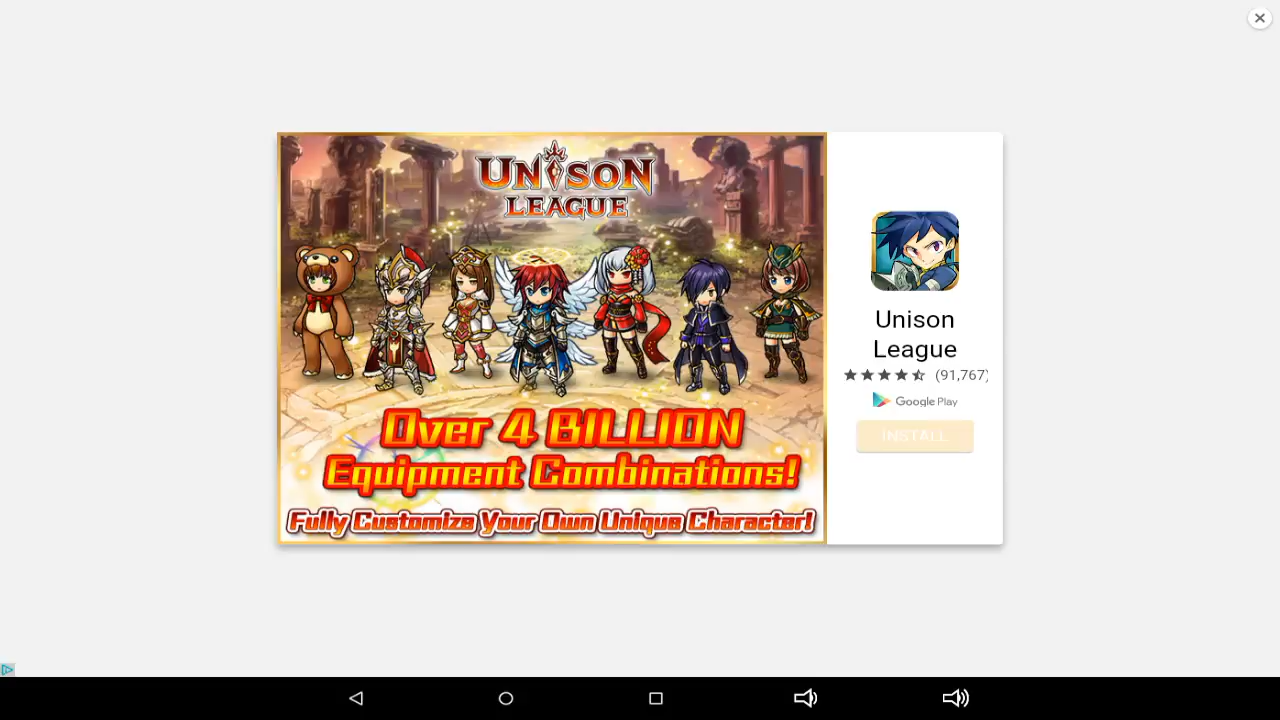 UNISON
LEAGUE
Over 4 BILLION
Equipment Combinations!
Fully Customize Your Own Unique Character!
Unison
League
(91,767)
Google Play
INSTALL